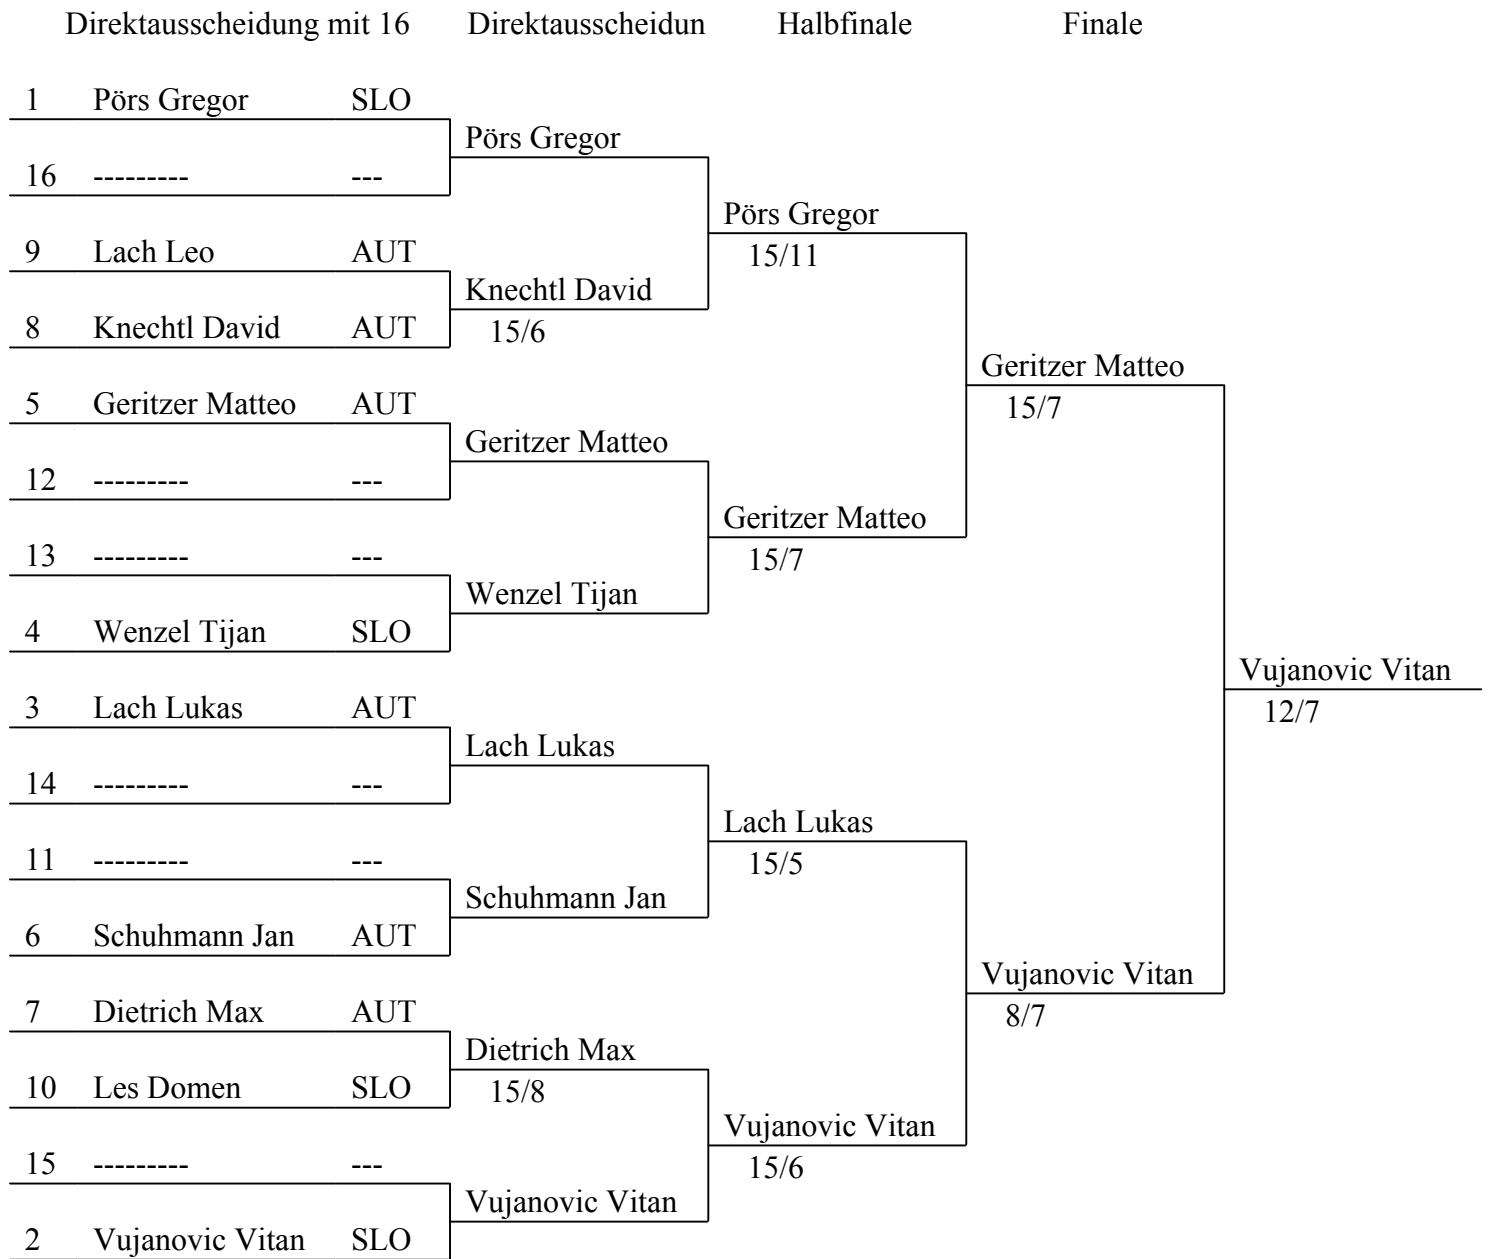 Direktausscheidung mit 16 Direktausscheidun Halbfinale Finale
1 Pörs Gregor SLO
Pörs Gregor
16 --------- ---
Pörs Gregor
9 Lach Leo AUT
15/11
Knechtl David
8 Knechtl David AUT
15/6
Geritzer Matteo
5 Geritzer Matteo AUT
15/7
Geritzer Matteo
12 --------- ---
Geritzer Matteo
13 --------- ---
15/7
Wenzel Tijan
4 Wenzel Tijan SLO
Vujanovic Vitan
3 Lach Lukas AUT
12/7
Lach Lukas
14 --------- ---
Lach Lukas
11 --------- ---
15/5
Schuhmann Jan
6 Schuhmann Jan AUT
Vujanovic Vitan
7 Dietrich Max AUT
8/7
Dietrich Max
10 Les Domen SLO
15/8
Vujanovic Vitan
15 --------- ---
15/6
Vujanovic Vitan
2 Vujanovic Vitan SLO